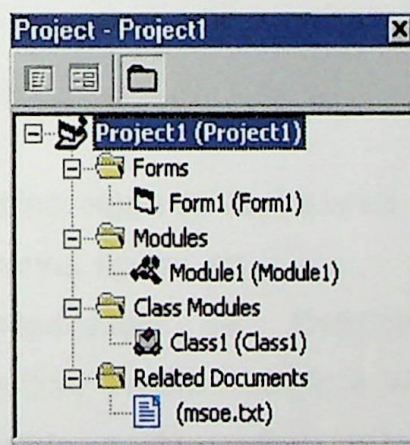 Project - Project1
Project1 (Project1)
Forms
Form1 (Form1)
Modules
Module1 (Module1)
Class Modules
Class1 (Class1)
Related Documents
(msoe.txt)